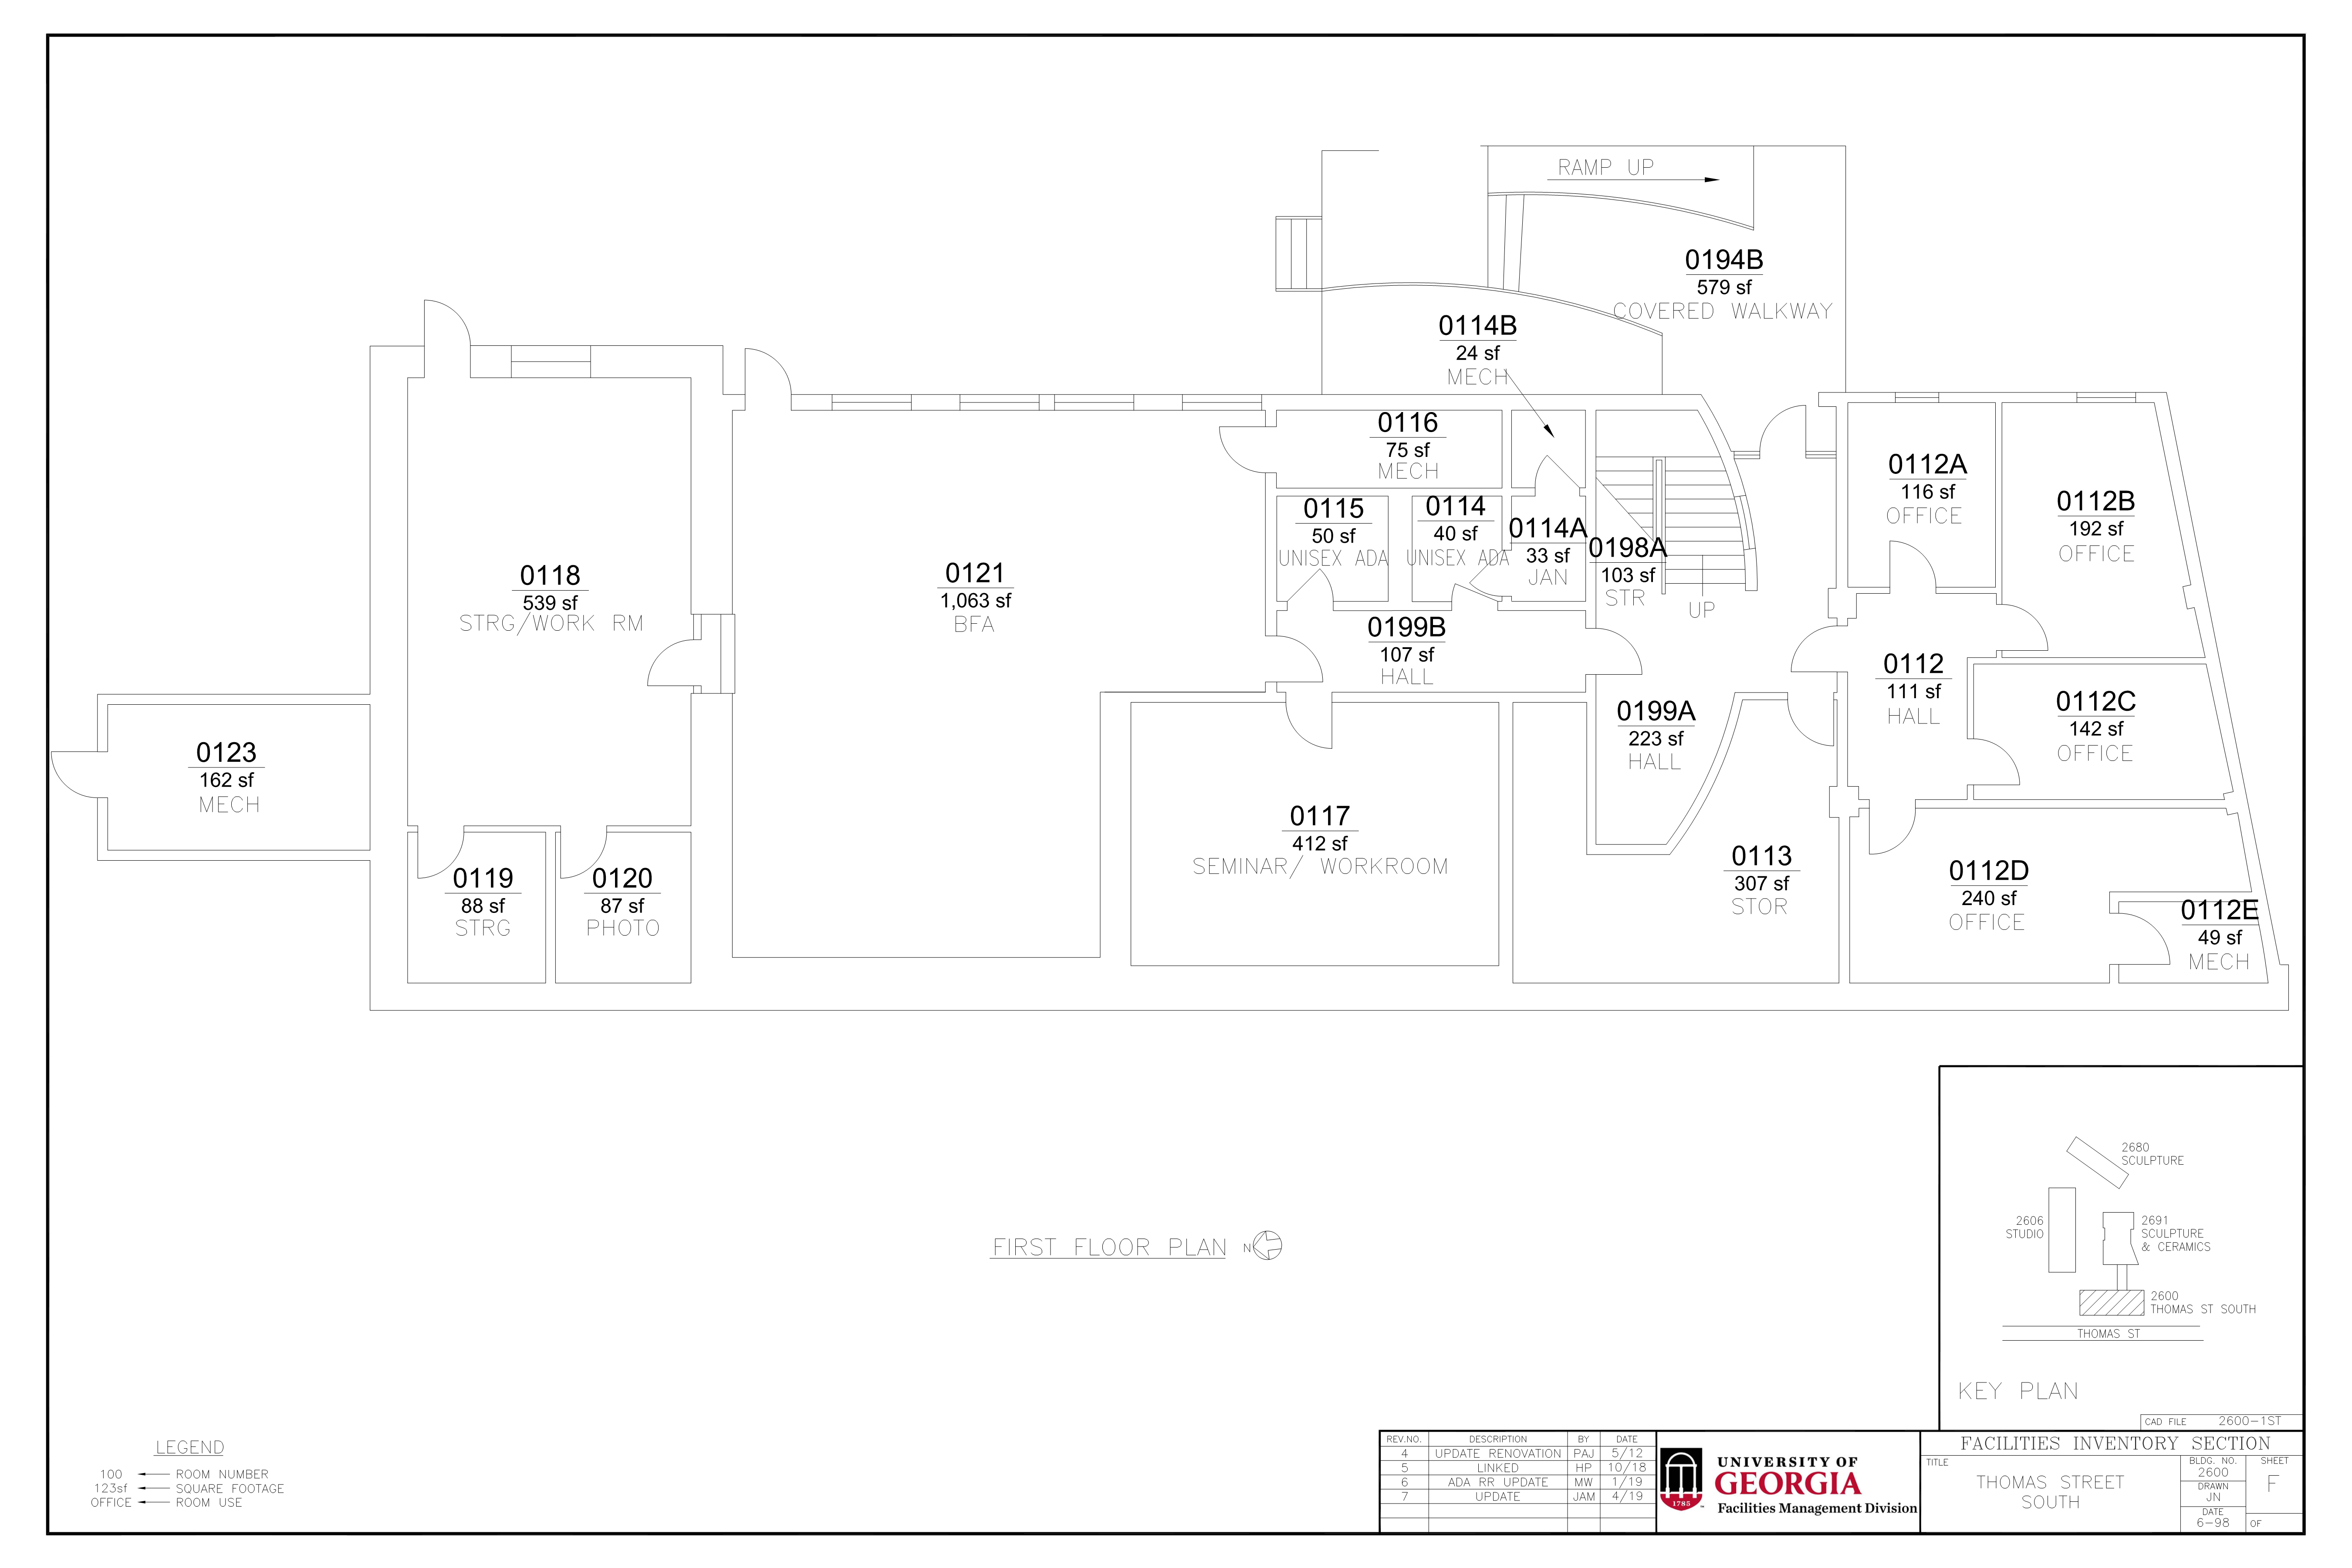 RAMP UP
0194B
579 sf
COVERED WALKWAY
0114B
24 sf
MECH
0116
75 sf
MECH
0115
50 sf
UNISEX ADA
0114
40 sf
UNISEX ADA
0114A
33 sf
JAN
0198A
103 sf
STR
UP
0112A
116 sf
OFFICE
0112B
192 sf
OFFICE
0118
539 sf
STRG/WORK RM
0121
1,063 sf
BFA
0199B
107 sf
HALL
0112
111 sf
HALL
0199A
223 sf
HALL
0112C
142 sf
OFFICE
0123
162 sf
MECH
0117
412 sf
SEMINAR/ WORKROOM
0113
307 sf
STOR
0119
88 sf
STRG
0120
87 sf
PHOTO
0112D
240 sf
OFFICE
0112E
49 sf
MECH
FIRST FLOOR PLAN
N
2680
SCULPTURE
2606
STUDIO
2691
SCULPTURE
& CERAMICS
2600
THOMAS ST SOUTH
THOMAS ST
KEY PLAN
CAD FILE 2600-1ST
LEGEND
100 ROOM NUMBER
123sf SQUARE FOOTAGE
OFFICE ROOM USE
REV.NO. DESCRIPTION BY DATE
4 UPDATE RENOVATION PAJ 5/12
5 LINKED HP 10/18
6 ADA RR UPDATE MW 1/19
7 UPDATE JAM 4/19
1785
UNIVERSITY OF
GEORGIA
Facilities Management Division
FACILITIES INVENTORY SECTION
TITLE
THOMAS STREET
SOUTH
BLDG. NO.
2600
DRAWN
JN
DATE
6-98
SHEET
F
OF